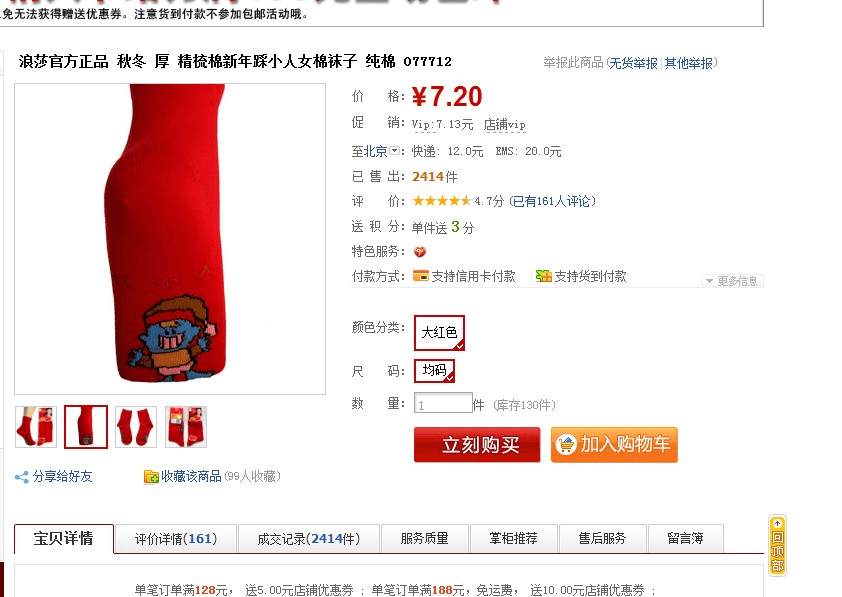 免无法获得赠送优惠券。注意货到付款不参加包邮活动哦。
浪莎官方正品 秋冬 厚 精梳棉新年踩小人女棉袜子 纯棉 077712
举报此商品(无货举报|其他举报)
价 格: ¥7.20
促 销: Vip:7.13元 店铺vip
至北京: 快递: 12.0元 EMS: 20.0元
已售出: 2414件
评 价: 4.7分 (已有161人评论)
送积分: 单件送 3 分
特色服务:
付款方式: 支持信用卡付款 支持货到付款
更多信息
颜色分类: 大红色
尺 码: 均码
数 量: 1 件 (库存130件)
立刻购买 加入购物车
分享给好友 收藏该商品(99人收藏)
宝贝详情 评价详情(161) 成交记录(2414件) 服务质量 掌柜推荐 售后服务 留言簿
回顶部
单笔订单满128元, 送5.00元店铺优惠券 ; 单笔订单满188元,免运费, 送10.00元店铺优惠券 ;